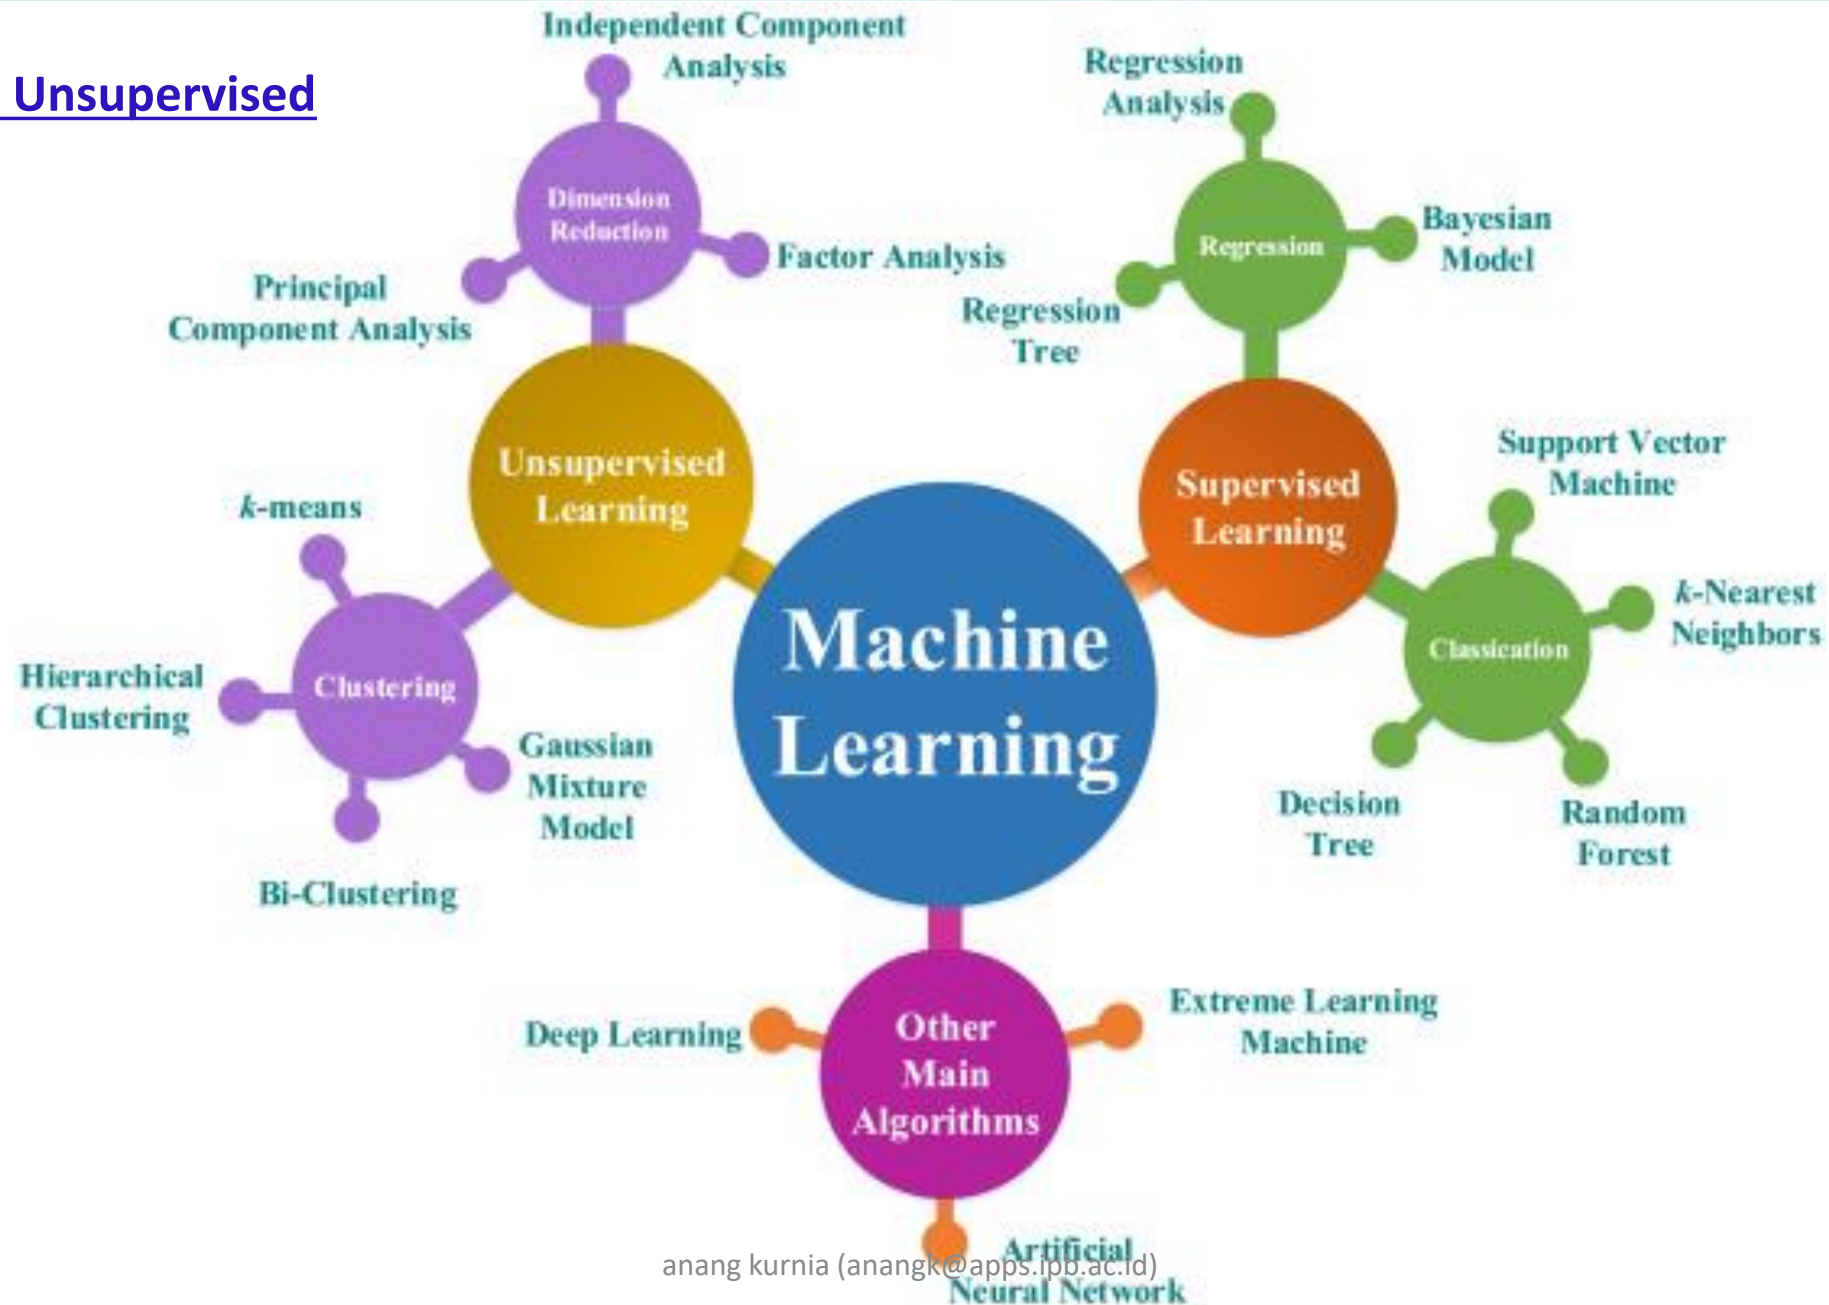 Unsupervised
Independent Component
Analysis
Dimension
Reduction
Factor Analysis
Principal
Component Analysis
Unsupervised
Learning
k-means
Clustering
Hierarchical
Clustering
Gaussian
Mixture
Model
Bi-Clustering
Machine
Learning
Regression
Analysis
Regression
Bayesian
Model
Regression
Tree
Supervised
Learning
Support Vector
Machine
k-Nearest
Neighbors
Classication
Decision
Tree
Random
Forest
Other
Main
Algorithms
Deep Learning
Extreme Learning
Machine
Artificial
Neural Network
anang kurnia (anangk@apps.ipb.ac.id)